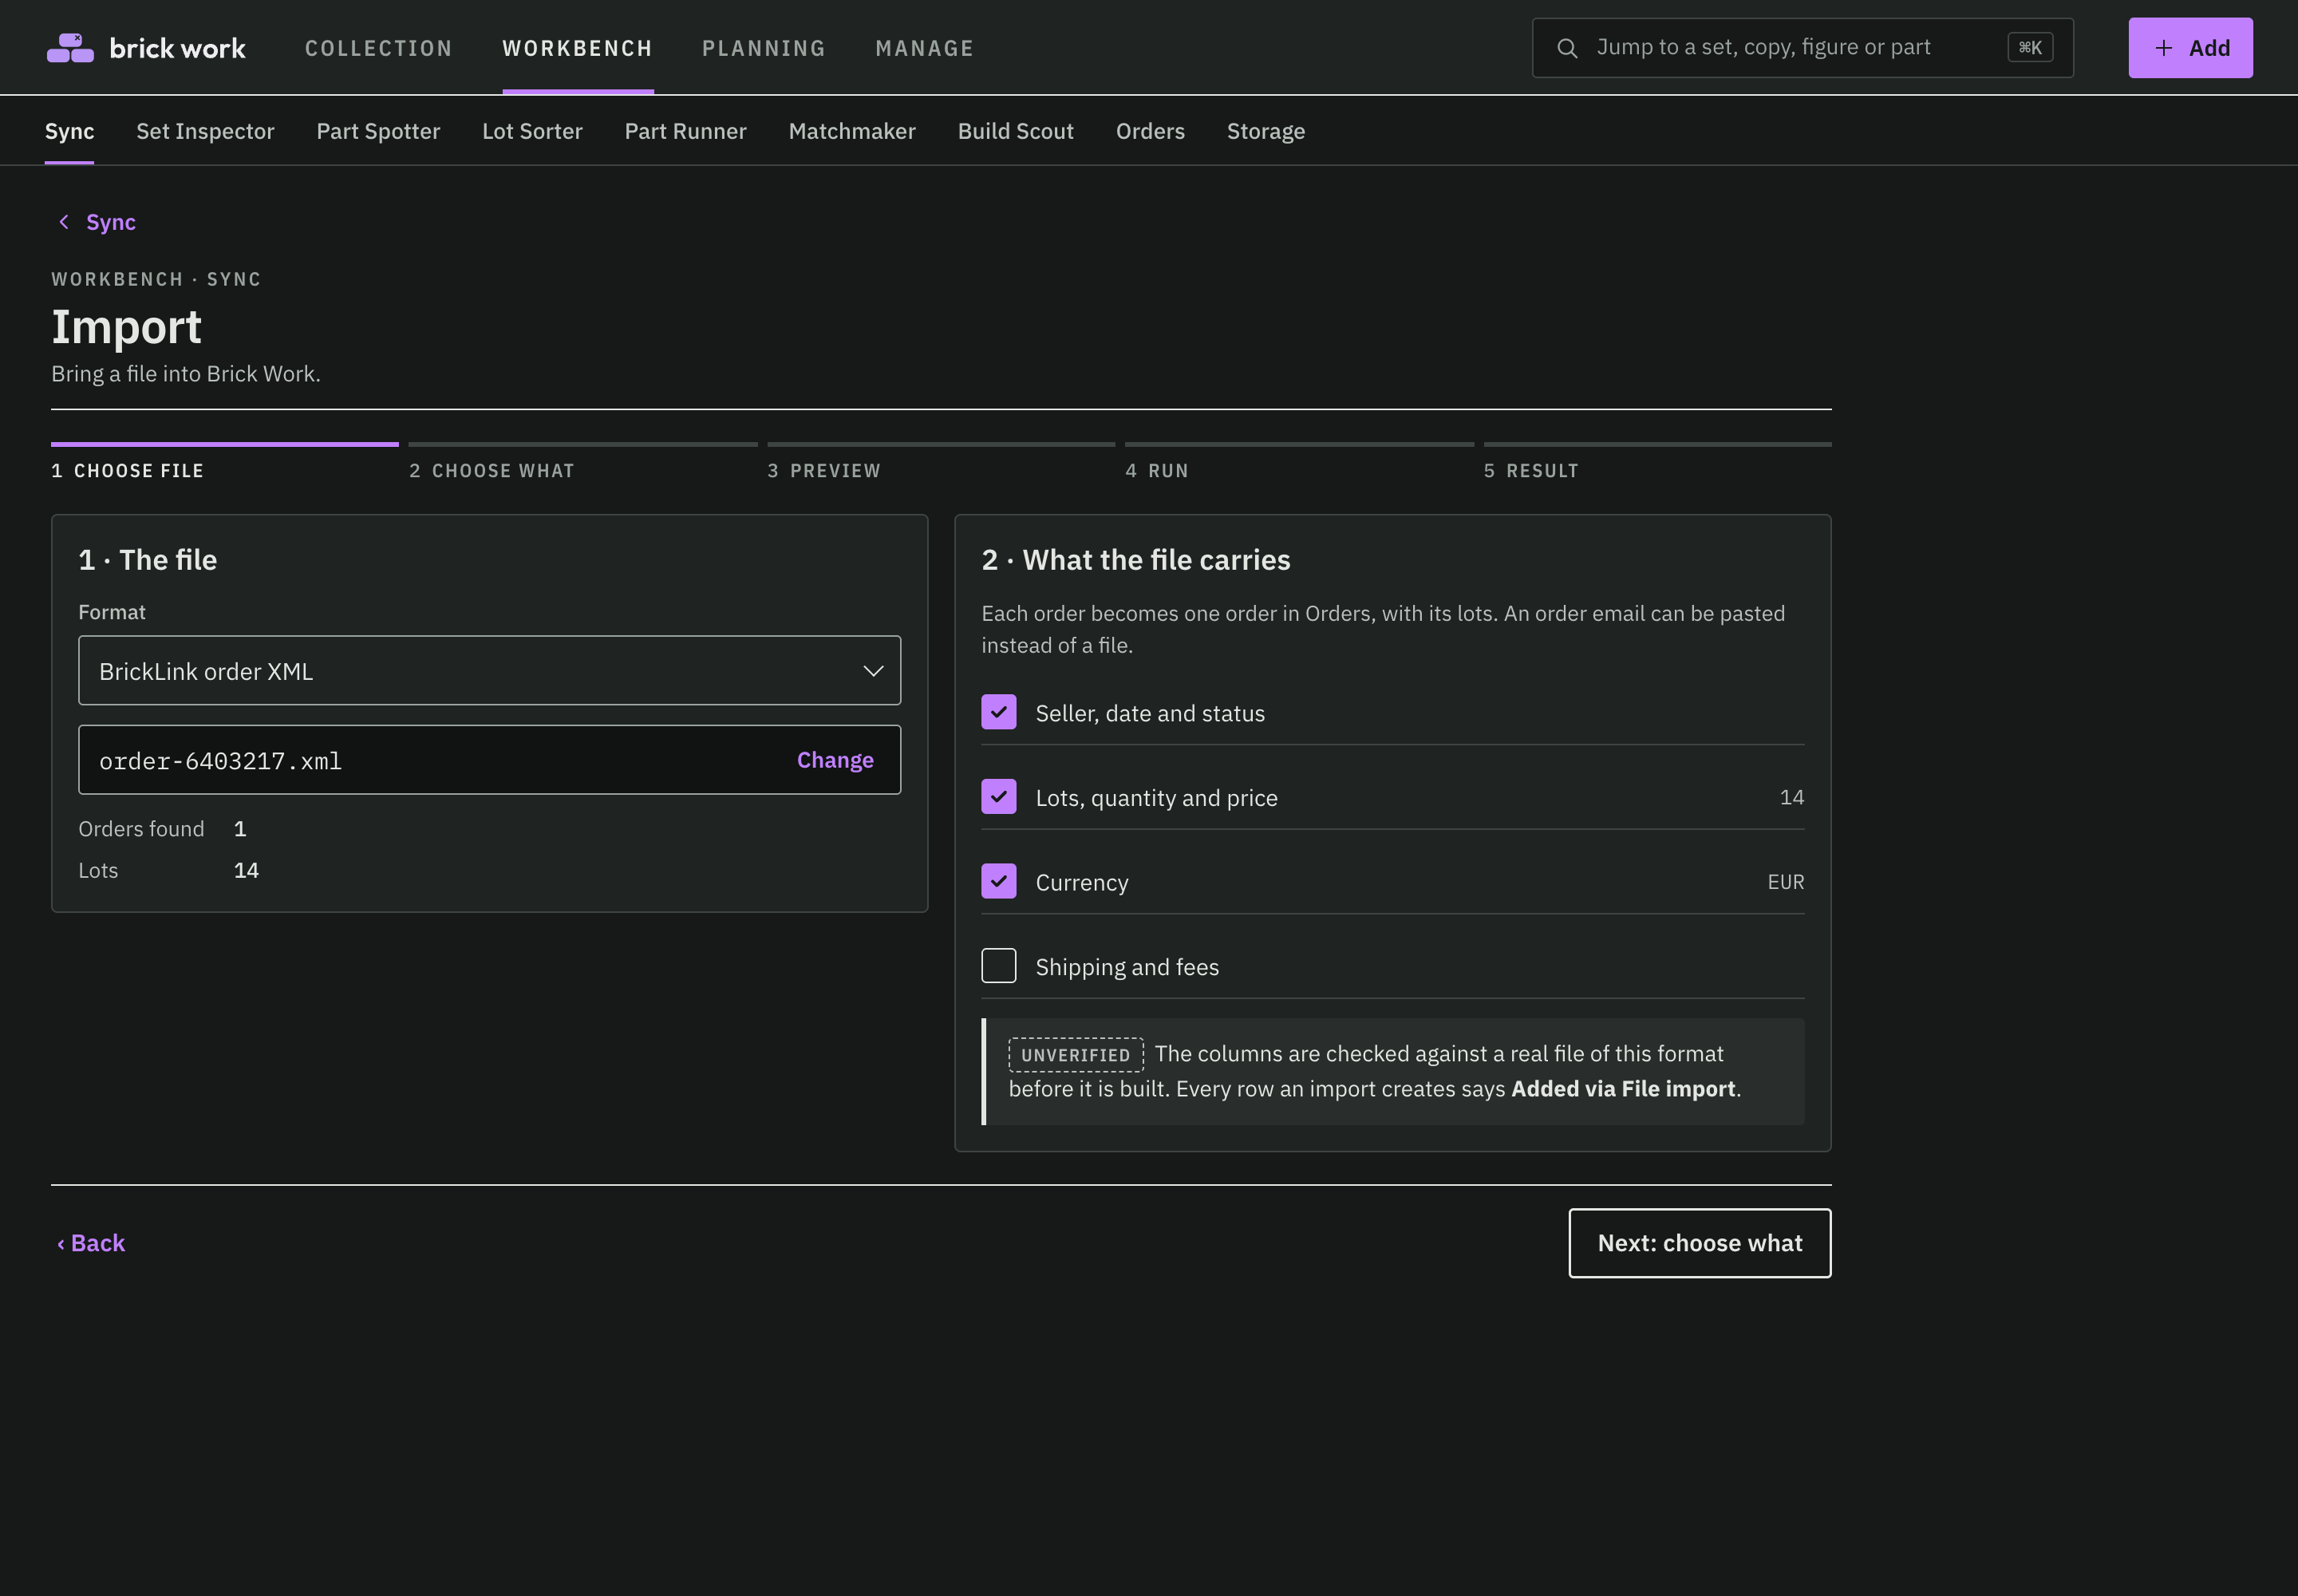 brick work
COLLECTION
WORKBENCH
PLANNING
MANAGE
Jump to a set, copy, figure or part
⌘K
+ Add
Sync
Set Inspector
Part Spotter
Lot Sorter
Part Runner
Matchmaker
Build Scout
Orders
Storage
‹ Sync
WORKBENCH · SYNC
Import
Bring a file into Brick Work.
1 CHOOSE FILE
2 CHOOSE WHAT
3 PREVIEW
4 RUN
5 RESULT
1 · The file
Format
BrickLink order XML
order-6403217.xml
Change
Orders found 1
Lots 14
2 · What the file carries
Each order becomes one order in Orders, with its lots. An order email can be pasted
instead of a file.
Seller, date and status
Lots, quantity and price 14
Currency EUR
Shipping and fees
UNVERIFIED The columns are checked against a real file of this format
before it is built. Every row an import creates says Added via File import.
‹ Back
Next: choose what